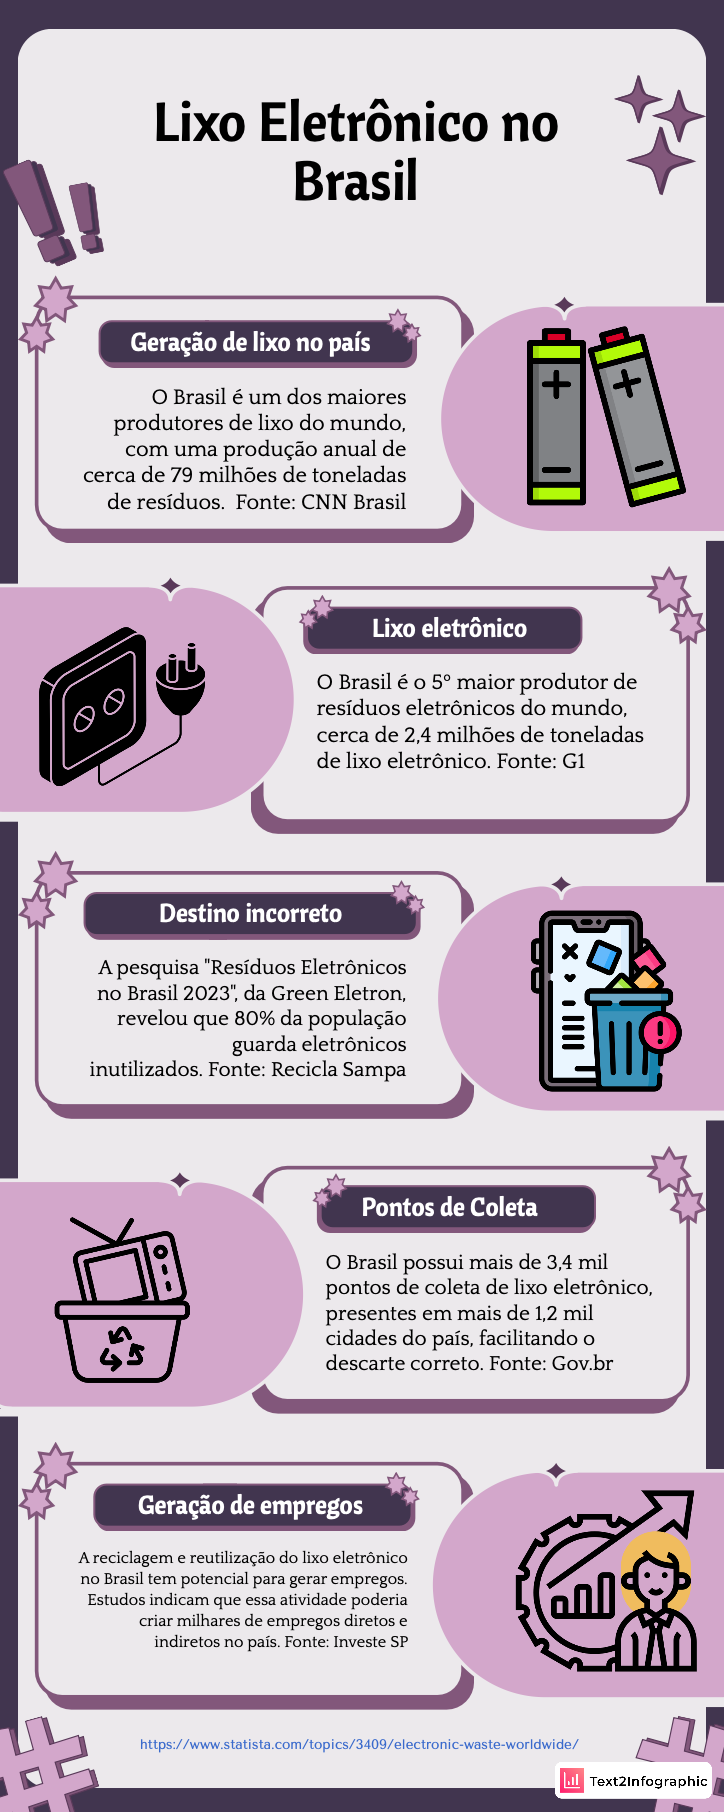 Lixo Eletrônico no
Brasil
Geração de lixo no país
O Brasil é um dos maiores
produtores de lixo do mundo,
com uma produção anual de
cerca de 79 milhões de toneladas
de resíduos. Fonte: CNN Brasil
Lixo eletrônico
O Brasil é o 5º maior produtor de
resíduos eletrônicos do mundo,
cerca de 2,4 milhões de toneladas
de lixo eletrônico. Fonte: G1
Destino incorreto
A pesquisa "Resíduos Eletrônicos
no Brasil 2023", da Green Eletron,
revelou que 80% da população
guarda eletrônicos
inutilizados. Fonte: Recicla Sampa
Pontos de Coleta
O Brasil possui mais de 3,4 mil
pontos de coleta de lixo eletrônico,
presentes em mais de 1,2 mil
cidades do país, facilitando o
descarte correto. Fonte: Gov.br
Geração de empregos
A reciclagem e reutilização do lixo eletrônico
no Brasil tem potencial para gerar empregos.
Estudos indicam que essa atividade poderia
criar milhares de empregos diretos e
indiretos no país. Fonte: Investe SP
https://www.statista.com/topics/3409/electronic-waste-worldwide/
Text2Infographic